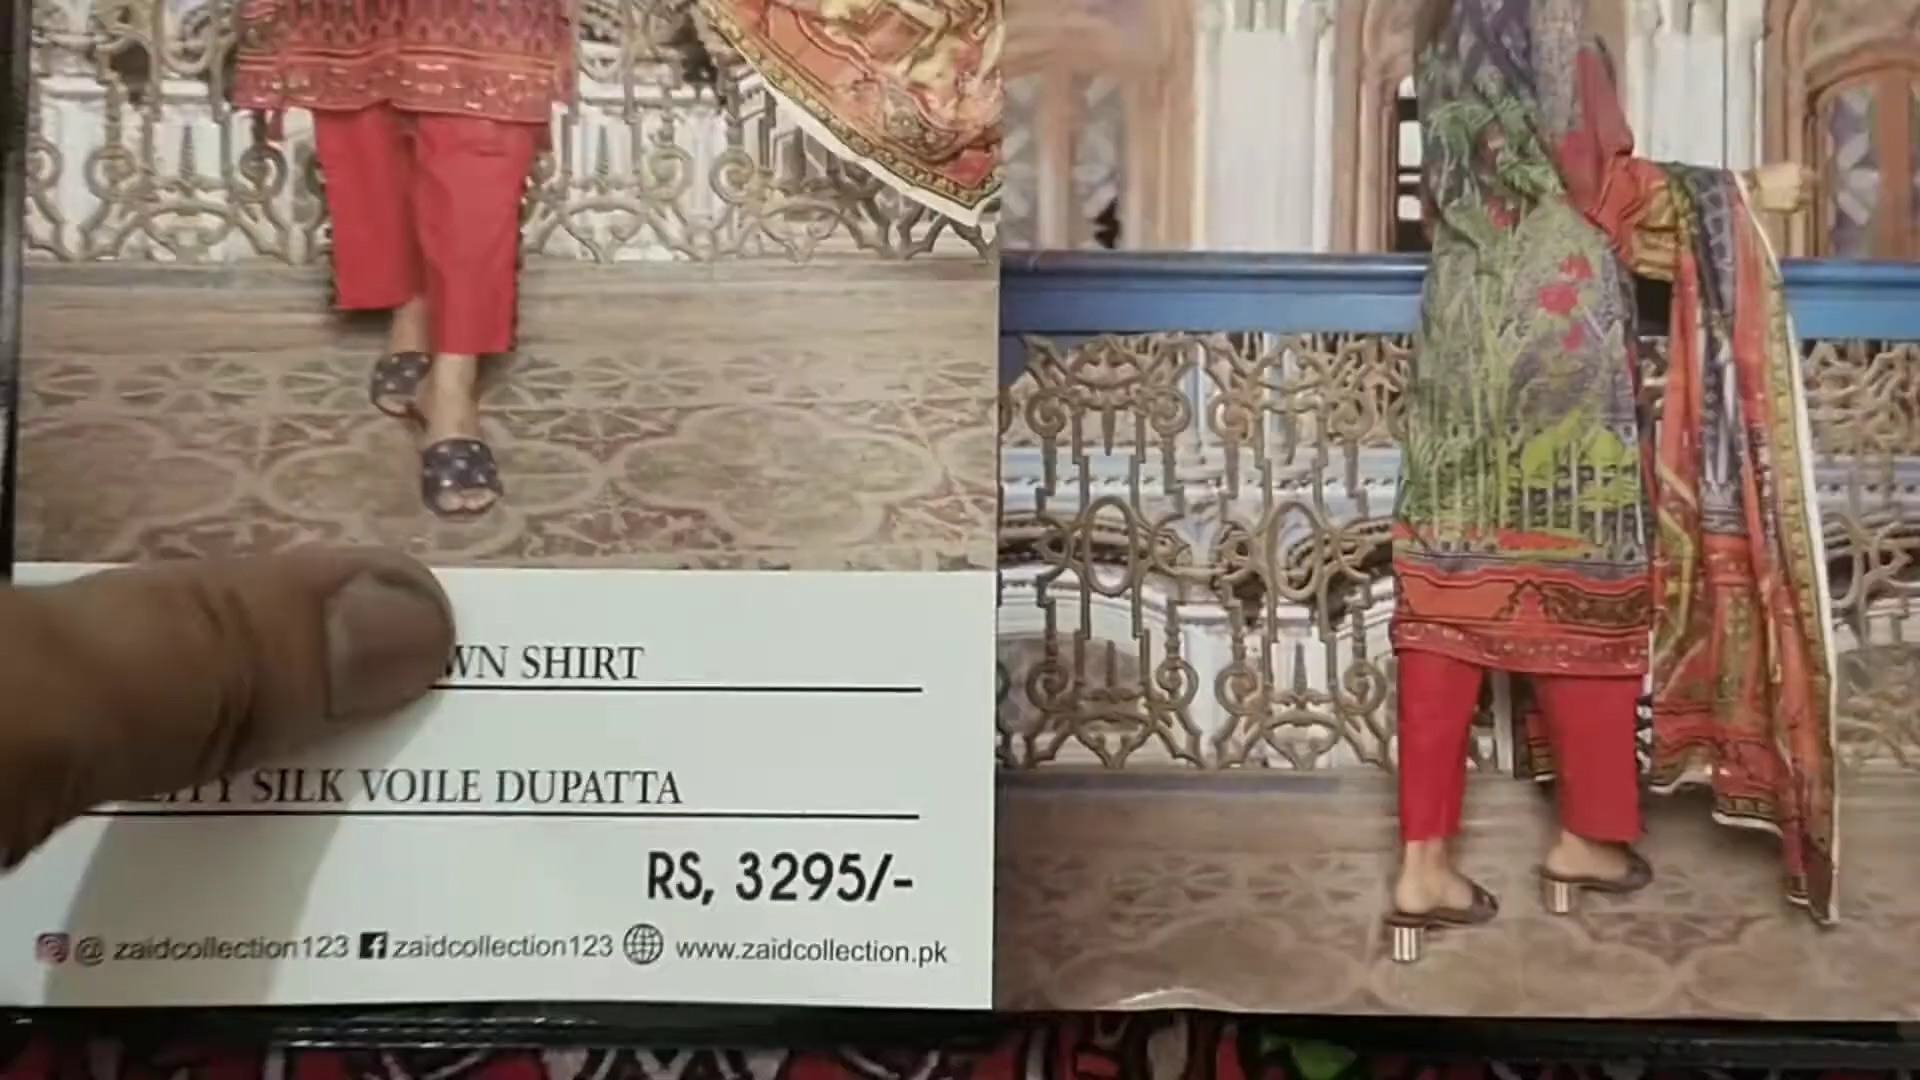 WN SHIRT
SILK VOILE DUPATTA
RS, 3295/-
@ zaidcollection123 zaidcollection123 www.zaidcollection.pk